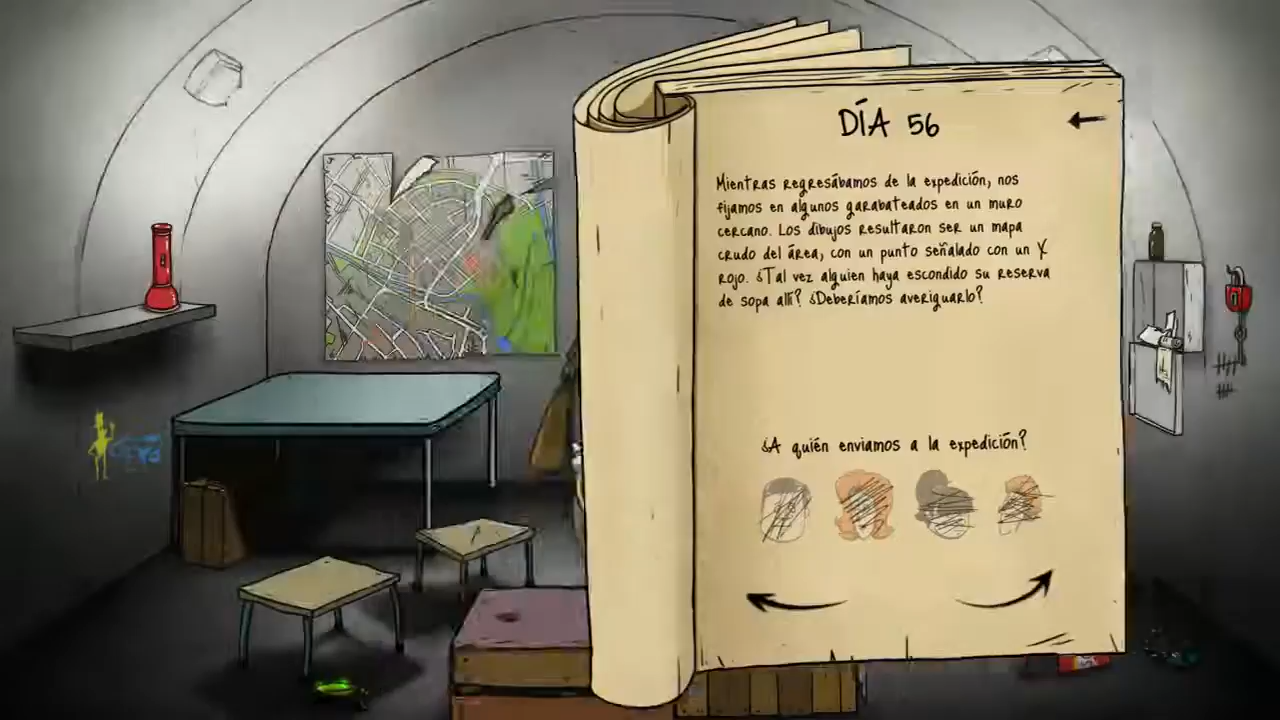 DÍA 56
Mientras regresábamos de la expedición, nos
fijamos en algunos garabateados en un muro
cercano. Los dibujos resultaron ser un mapa
crudo del área, con un punto señalado con un X
rojo. ¿Tal vez alguien haya escondido su reserva
de sopa allí? ¿Deberíamos averiguarlo?
¿A quién enviamos a la expedición?